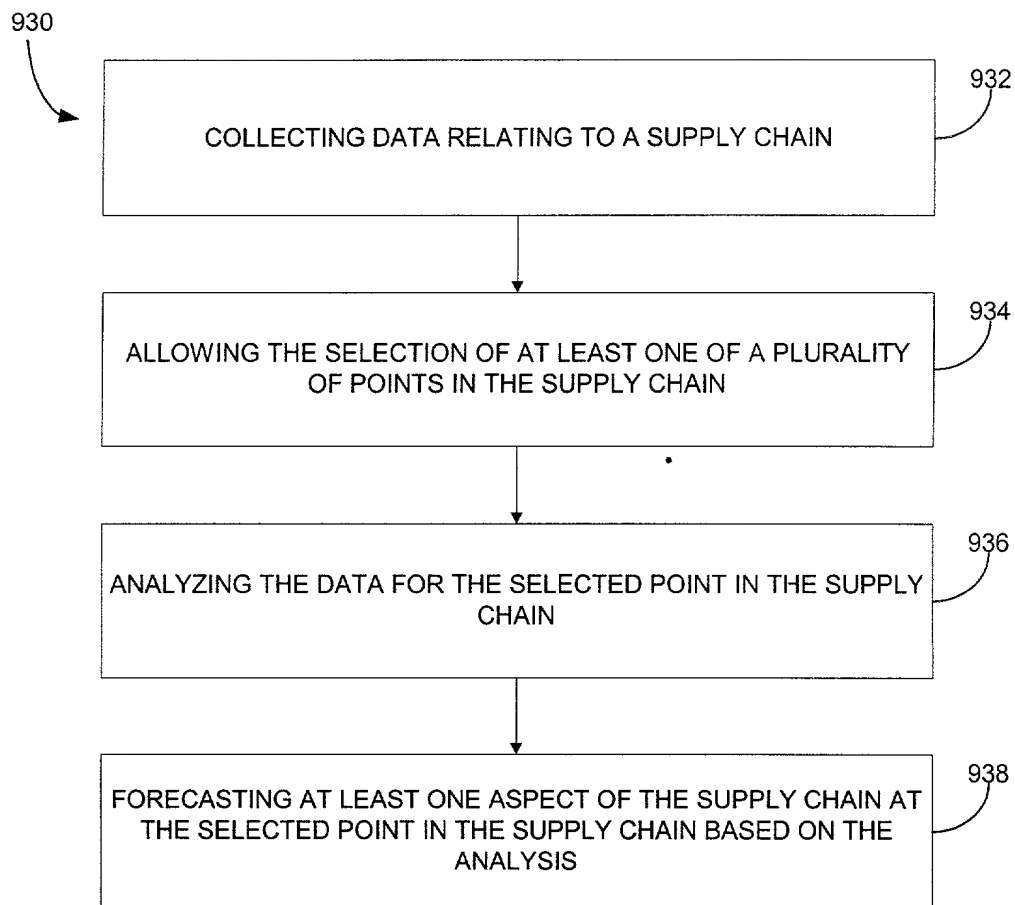 930
932
COLLECTING DATA RELATING TO A SUPPLY CHAIN
934
ALLOWING THE SELECTION OF AT LEAST ONE OF A PLURALITY
OF POINTS IN THE SUPPLY CHAIN
936
ANALYZING THE DATA FOR THE SELECTED POINT IN THE SUPPLY
CHAIN
938
FORECASTING AT LEAST ONE ASPECT OF THE SUPPLY CHAIN AT
THE SELECTED POINT IN THE SUPPLY CHAIN BASED ON THE
ANALYSIS